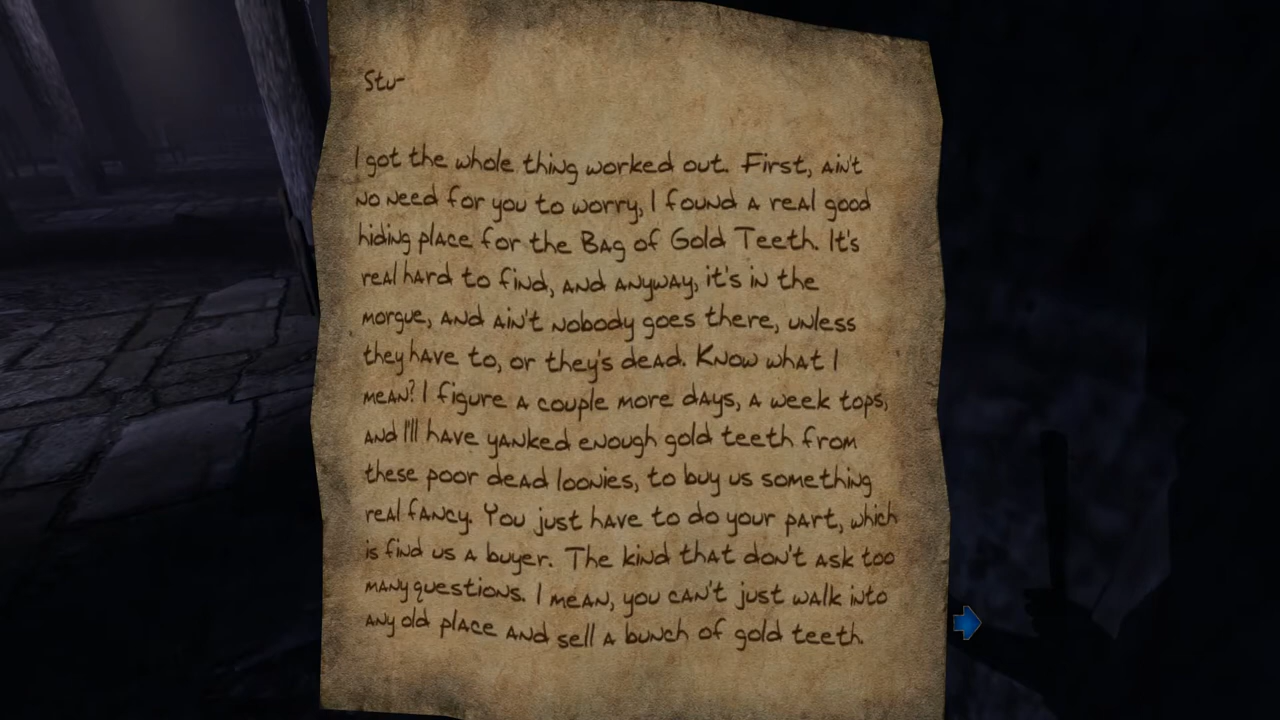 Stu-
I got the whole thing worked out. First, ain't
no need for you to worry, I found a real good
hiding place for the Bag of Gold Teeth. It's
real hard to find, and anyway, it's in the
morgue, and ain't nobody goes there, unless
they have to, or they's dead. Know what I
mean? I figure a couple more days, a week tops,
and I'll have yanked enough gold teeth from
these poor dead loonies, to buy us something
real fancy. You just have to do your part, which
is find us a buyer. The kind that don't ask too
many questions. I mean, you can't just walk into
any old place and sell a bunch of gold teeth.